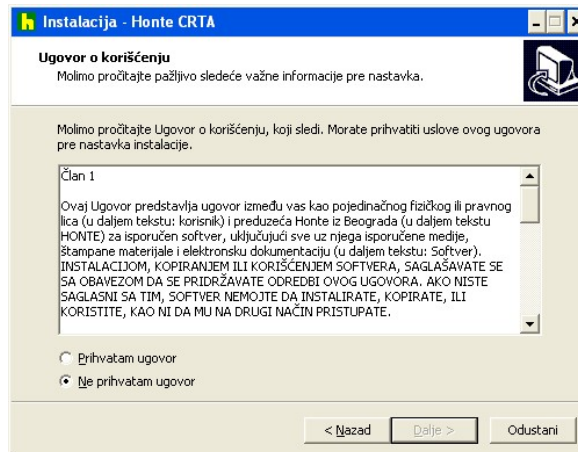 Instalacija - Honte CRTA
Ugovor o korišćenju
Molimo pročitajte pažljivo sledeće važne informacije pre nastavka.
Molimo pročitajte Ugovor o korišćenju, koji sledi. Morate prihvatiti uslove ovog ugovora
pre nastavka instalacije.
Član 1
Ovaj Ugovor predstavlja ugovor između vas kao pojedinačnog fizičkog ili pravnog
lica (u daljem tekstu: korisnik) i preduzeća Honte iz Beograda (u daljem tekstu
HONTE) za isporučen softver, uključujući sve uz njega isporučene medije,
štampane materijale i elektronsku dokumentaciju (u daljem tekstu: Softver).
INSTALACIJOM, KOPIRANJEM ILI KORIŠĆENJEM SOFTVERA, SAGLAŠAVATE SE
SA OBAVEZOM DA SE PRIDRŽAVATE ODREDBI OVOG UGOVORA. AKO NISTE
SAGLASNI SA TIM, SOFTVER NEMOJTE DA INSTALIRATE, KOPIRATE, ILI
KORISTITE, KAO NI DA MU NA DRUGI NAČIN PRISTUPATE.
Prihvatam ugovor
Ne prihvatam ugovor
< Nazad Dalje > Odustani